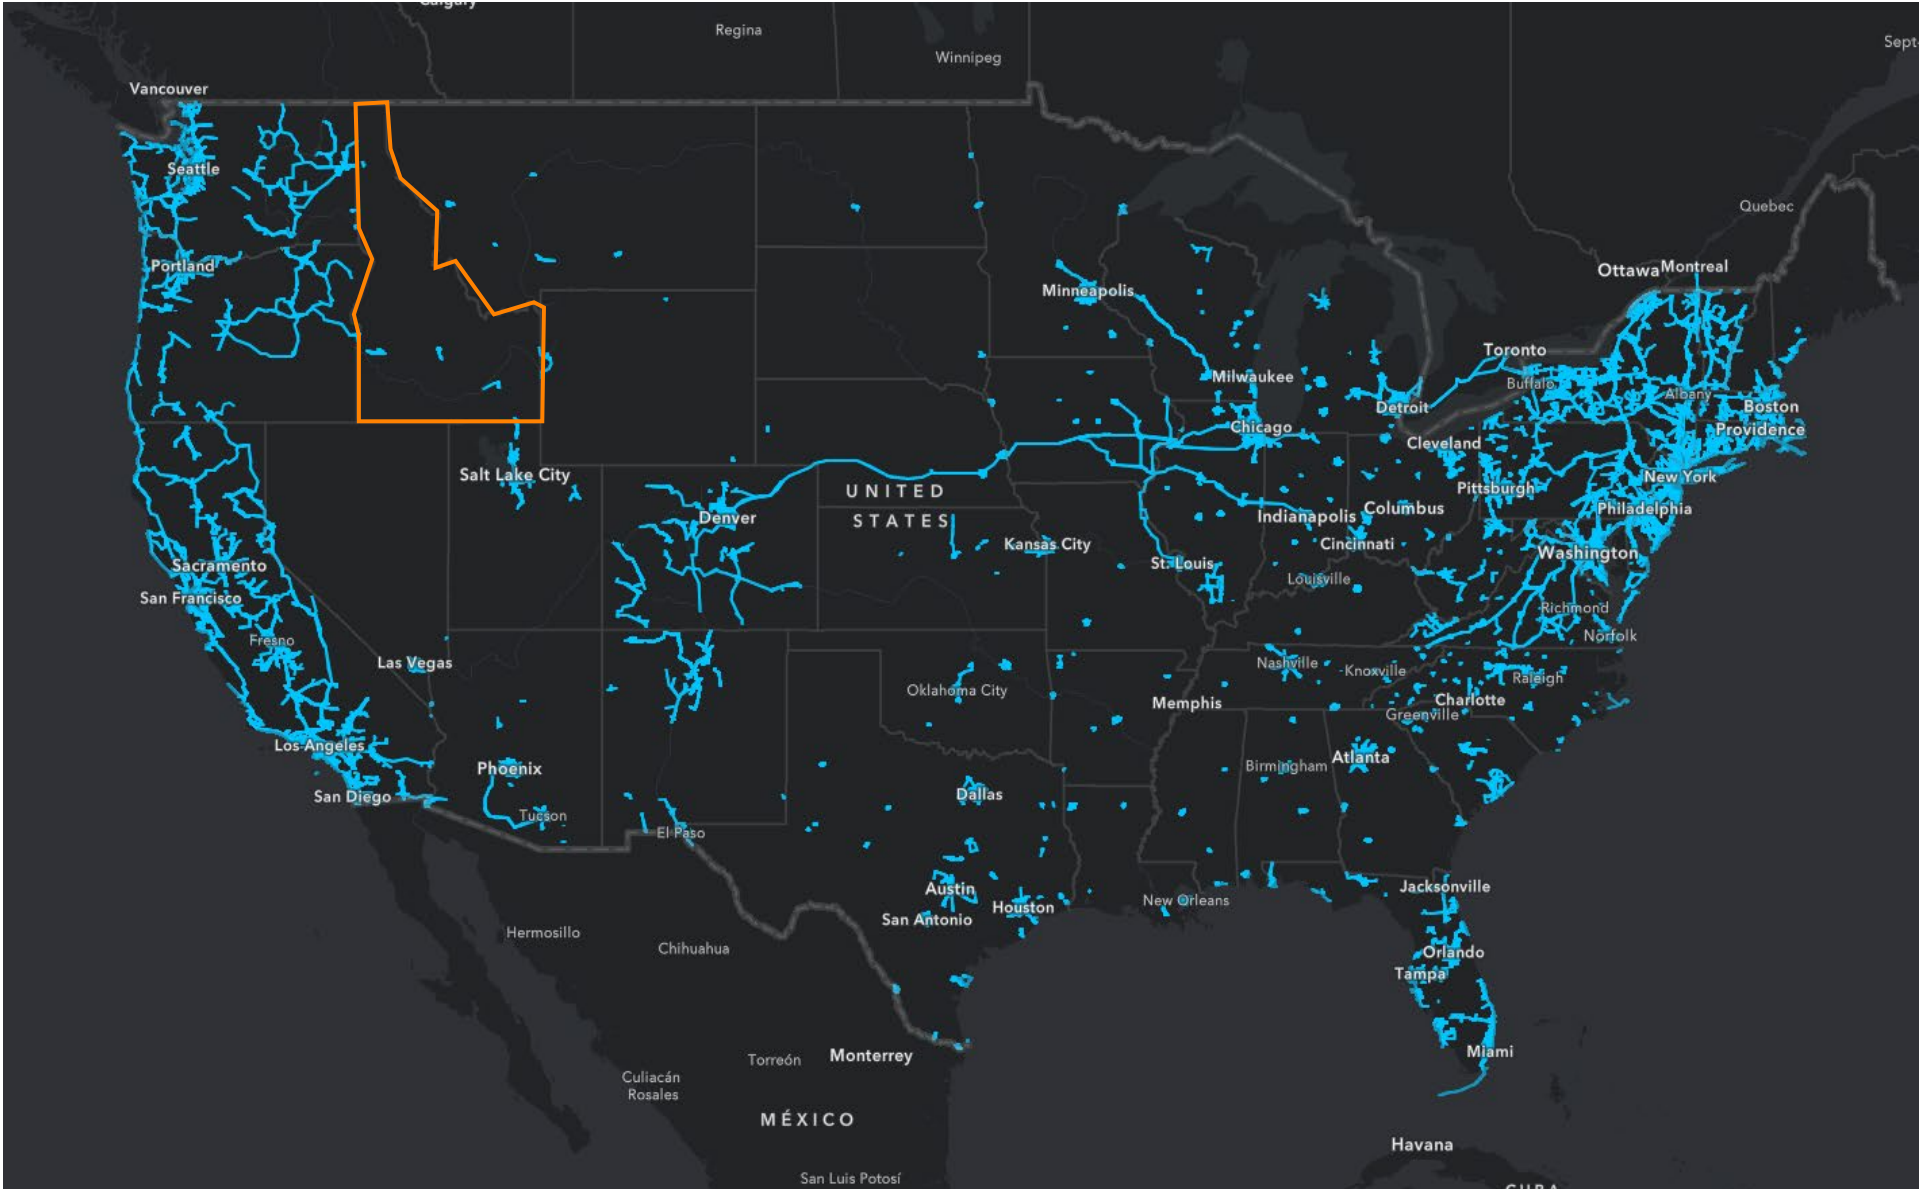 Calgary
Regina
Winnipeg
Sept
Vancouver
Seattle
Quebec
Portland
Ottawa
Montreal
Minneapolis
Toronto
Buffalo
Milwaukee
Albany
Detroit
Boston
Chicago
Providence
Cleveland
Salt Lake City
New York
UNITED
STATES
Pittsburgh
Denver
Indianapolis
Columbus
Philadelphia
Kansas City
Cincinnati
Washington
Sacramento
St. Louis
Louisville
San Francisco
Richmond
Fresno
Norfolk
Las Vegas
Nashville
Knoxville
Raleigh
Oklahoma City
Memphis
Charlotte
Greenville
Los Angeles
Phoenix
Birmingham
Atlanta
San Diego
Dallas
Tucson
El Paso
Austin
Jacksonville
New Orleans
San Antonio
Houston
Hermosillo
Chihuahua
Orlando
Tampa
Miami
Torreón
Monterrey
Culiacán
Rosales
MÉXICO
Havana
San Luis Potosí
CUBA